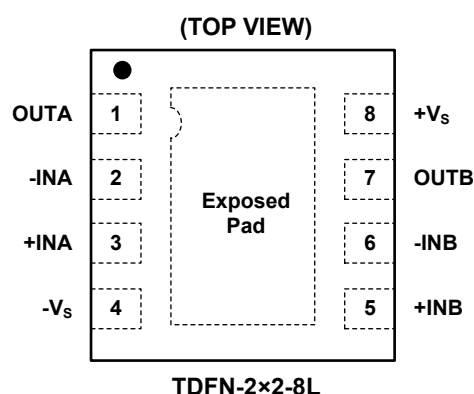 (TOP VIEW)
OUTA 1 8 +VS
-INA 2 7 OUTB
Exposed
Pad
+INA 3 6 -INB
-VS 4 5 +INB
TDFN-2×2-8L